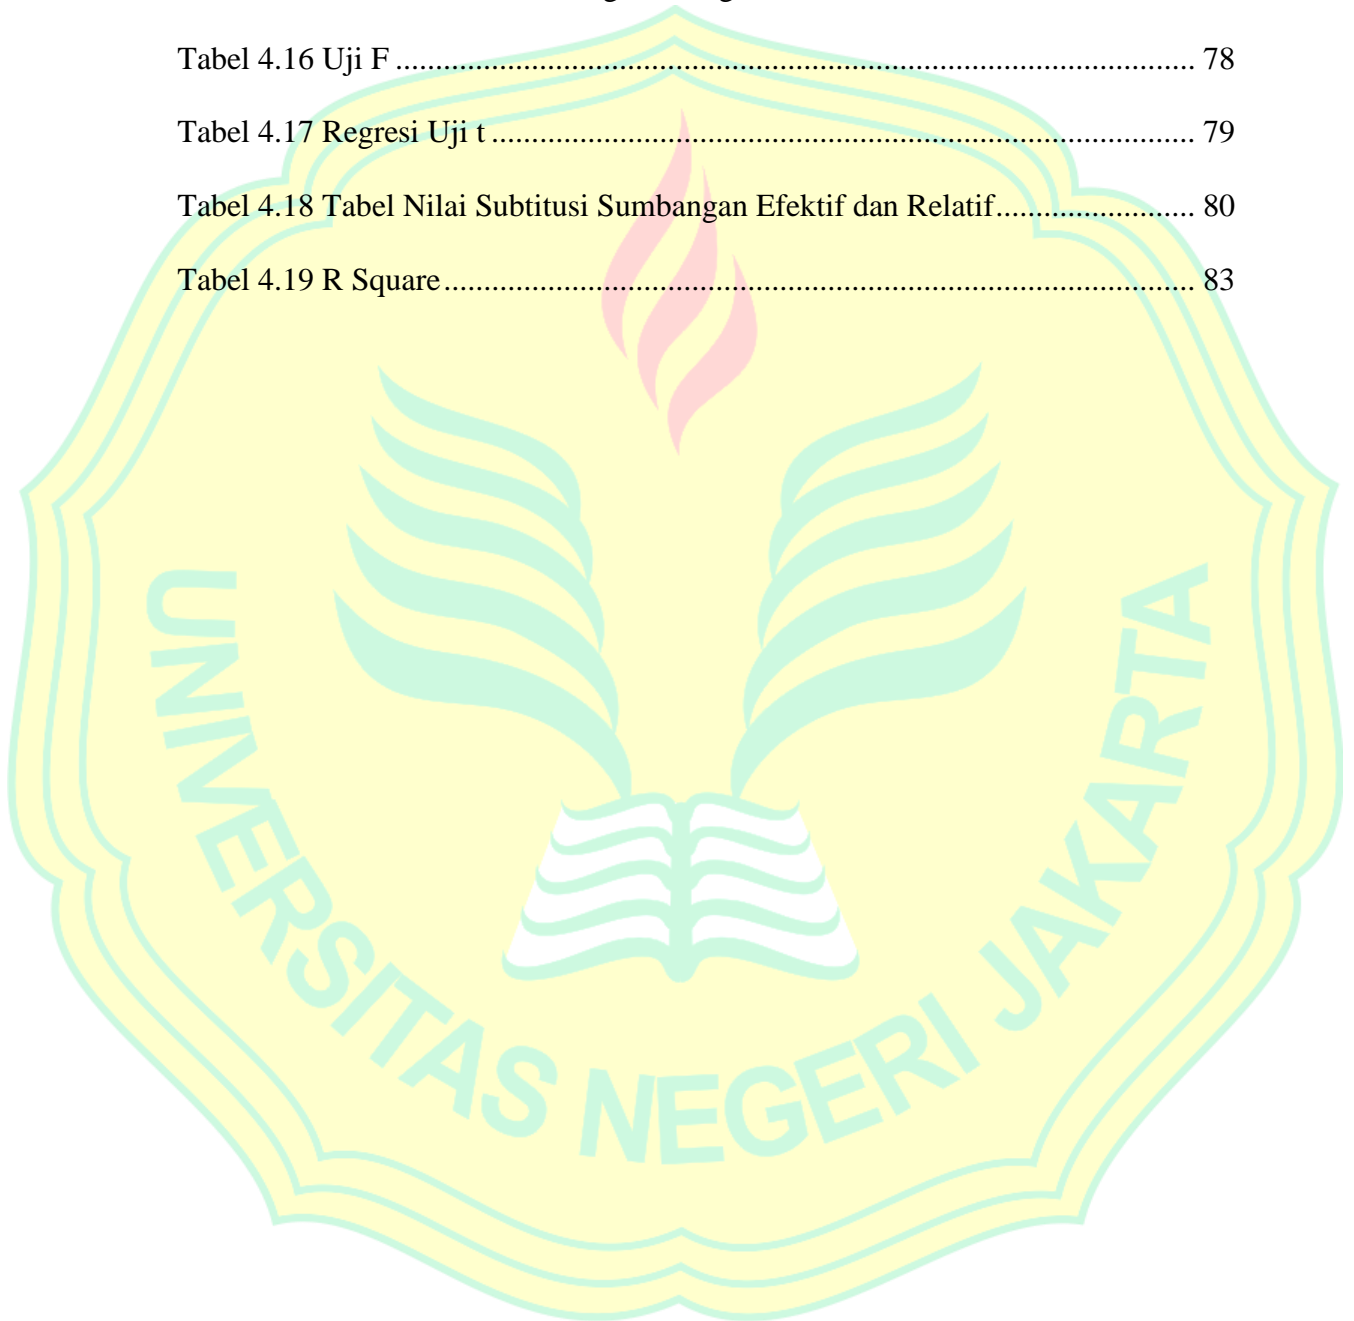 Tabel 4.16 Uji F .................................................................................................... 78
Tabel 4.17 Regresi Uji t ........................................................................................ 79
Tabel 4.18 Tabel Nilai Subtitusi Sumbangan Efektif dan Relatif......................... 80
Tabel 4.19 R Square.............................................................................................. 83
UNIVERSITAS NEGERI JAKARTA